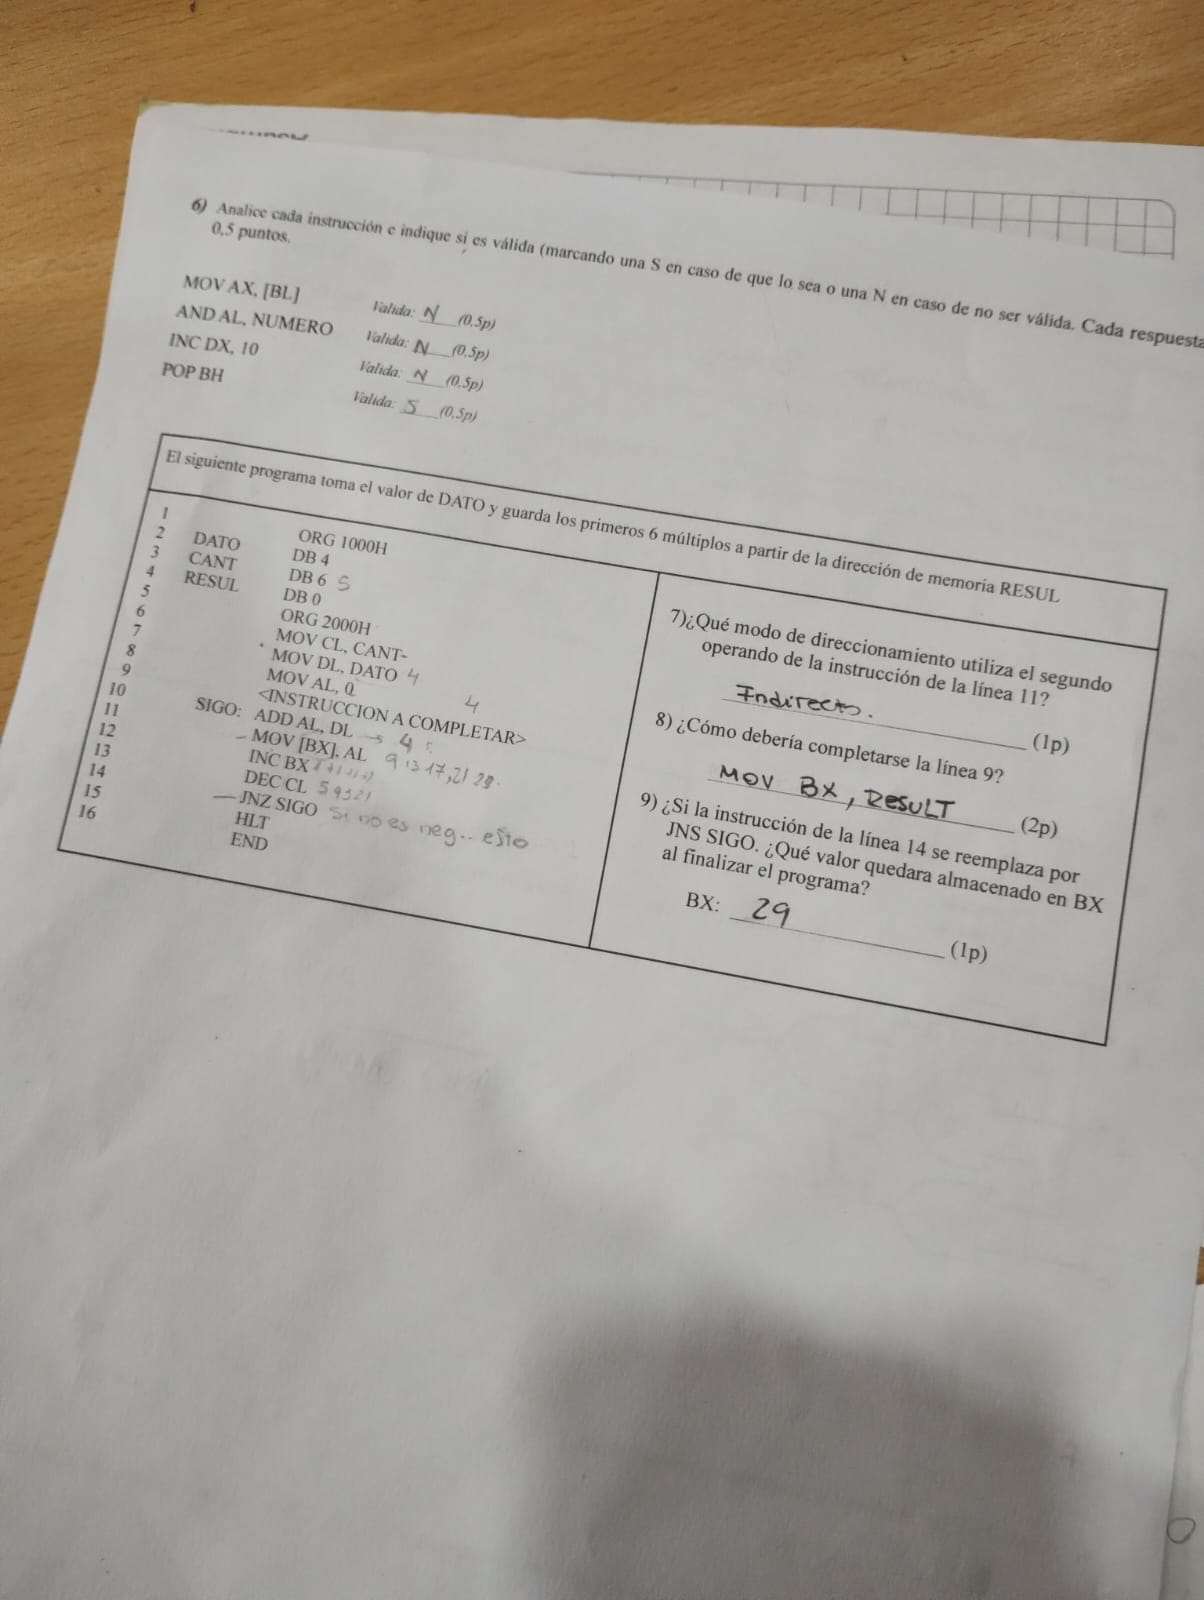 6) Analice cada instrucción e indique si es válida (marcando una S en caso de que lo sea o una N en caso de no ser válida. Cada respuesta
0,5 puntos.
MOV AX, [BL] Valida: N (0,5p)
AND AL, NUMERO Valida: N (0,5p)
INC DX, 10 Valida: N (0,5p)
POP BH Valida: S (0,5p)
El siguiente programa toma el valor de DATO y guarda los primeros 6 múltiplos a partir de la dirección de memoria RESUL
1 ORG 1000H
2 DATO DB 4
3 CANT DB 6 5
4 RESUL DB 0
5 ORG 2000H
6 MOV CL, CANT-
7 MOV DL, DATO 4
8 MOV AL, 0
9 <INSTRUCCION A COMPLETAR>
4
10 SIGO: ADD AL, DL → 4
11 MOV [BX], AL 9 13 17, 21
12 INC BX
13 DEC CL 5 4 3 2 1
14 JNZ SIGO si no es neg.. esto
15 HLT
16 END
7)¿Qué modo de direccionamiento utiliza el segundo
operando de la instrucción de la línea 11?
Indirecto. (1p)
8) ¿Cómo debería completarse la línea 9?
MOV BX, RESULT (2p)
9) ¿Si la instrucción de la línea 14 se reemplaza por
JNS SIGO. ¿Qué valor quedara almacenado en BX
al finalizar el programa?
BX: 29 (1p)